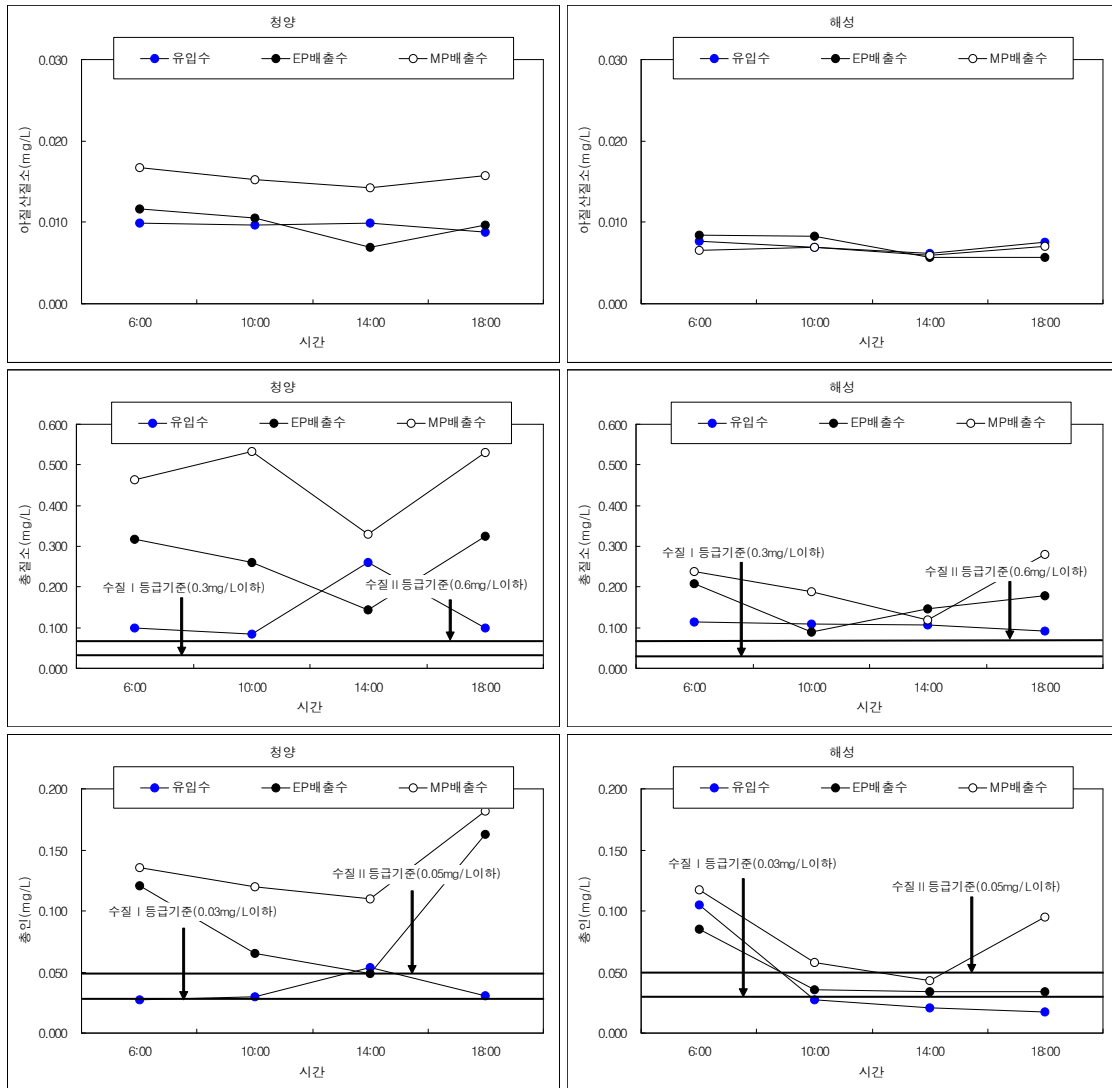 청양
유입수 EP배출수 MP배출수
아질산질소(mg/L)
0.030
0.020
0.010
0.000
6:00 10:00 14:00 18:00
시간
해성
유입수 EP배출수 MP배출수
아질산질소(mg/L)
0.030
0.020
0.010
0.000
6:00 10:00 14:00 18:00
시간
청양
유입수 EP배출수 MP배출수
총질소(mg/L)
0.600
0.500
0.400
0.300
0.200
0.100
0.000
수질Ⅰ등급기준(0.3mg/L이하)
수질Ⅱ등급기준(0.6mg/L이하)
6:00 10:00 14:00 18:00
시간
해성
유입수 EP배출수 MP배출수
총질소(mg/L)
0.600
0.500
0.400
0.300
0.200
0.100
0.000
수질Ⅰ등급기준(0.3mg/L이하)
수질Ⅱ등급기준(0.6mg/L이하)
6:00 10:00 14:00 18:00
시간
청양
유입수 EP배출수 MP배출수
총인(mg/L)
0.200
0.150
0.100
0.050
0.000
수질Ⅱ등급기준(0.05mg/L이하)
수질Ⅰ등급기준(0.03mg/L이하)
6:00 10:00 14:00 18:00
시간
해성
유입수 EP배출수 MP배출수
총인(mg/L)
0.200
0.150
0.100
0.050
0.000
수질Ⅰ등급기준(0.03mg/L이하)
수질Ⅱ등급기준(0.05mg/L이하)
6:00 10:00 14:00 18:00
시간